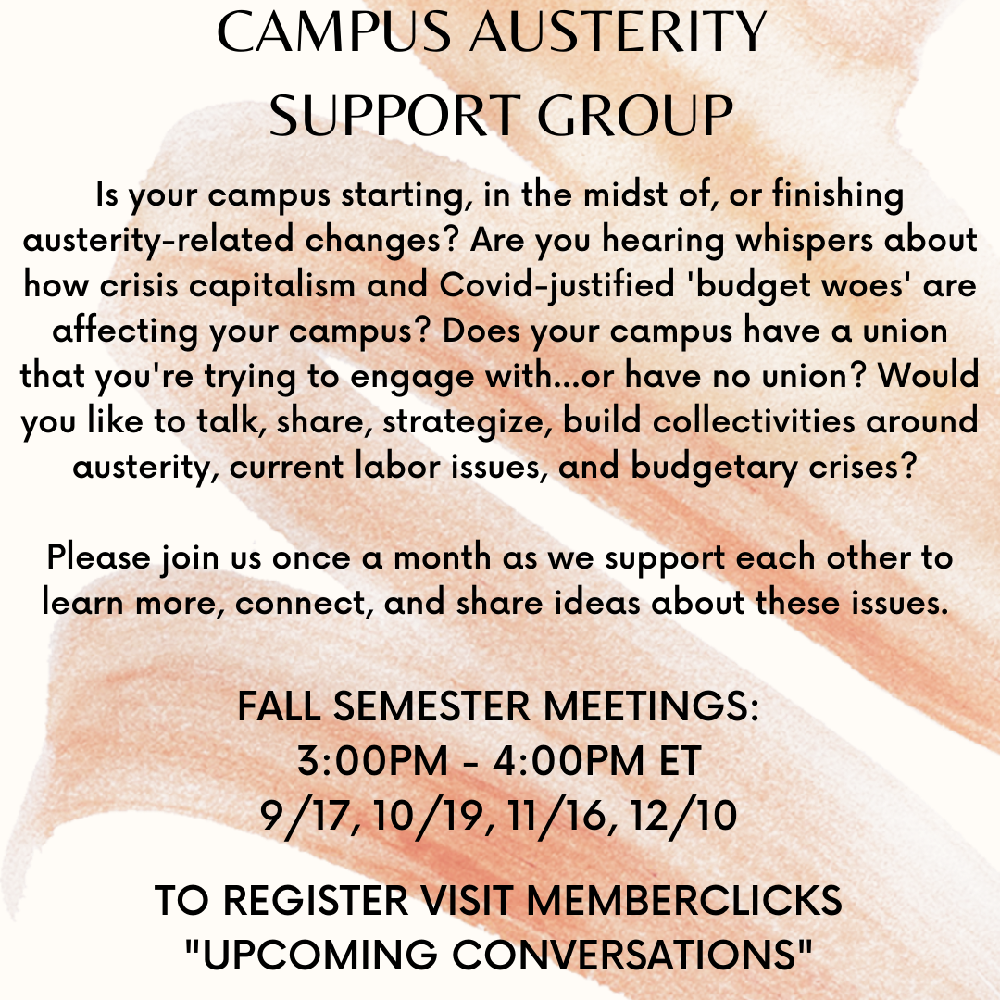 CAMPUS AUSTERITY
SUPPORT GROUP
Is your campus starting, in the midst of, or finishing
austerity-related changes? Are you hearing whispers about
how crisis capitalism and Covid-justified 'budget woes' are
affecting your campus? Does your campus have a union
that you're trying to engage with...or have no union? Would
you like to talk, share, strategize, build collectivities around
austerity, current labor issues, and budgetary crises?
Please join us once a month as we support each other to
learn more, connect, and share ideas about these issues.
FALL SEMESTER MEETINGS:
3:00PM - 4:00PM ET
9/17, 10/19, 11/16, 12/10
TO REGISTER VISIT MEMBERCLICKS
"UPCOMING CONVERSATIONS"